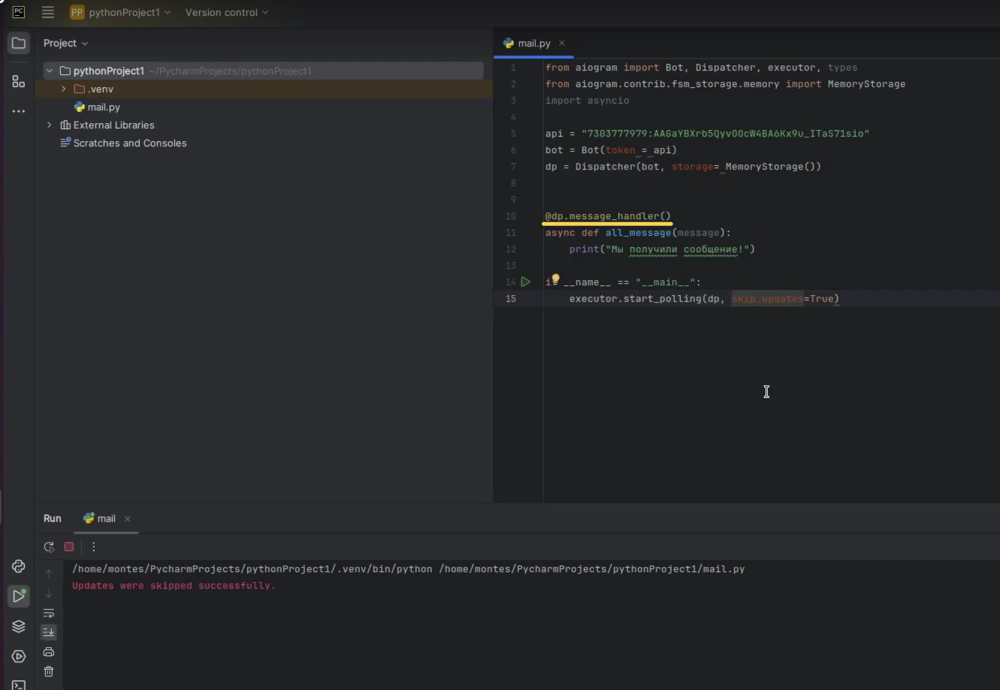 PC
PP pythonProject1 Version control
Project
pythonProject1 ~/PycharmProjects/pythonProject1
.venv
mail.py
External Libraries
Scratches and Consoles
mail.py
1 from aiogram import Bot, Dispatcher, executor, types
2 from aiogram.contrib.fsm_storage.memory import MemoryStorage
3 import asyncio
4
5 api = "7303777979:AAGaYBXrb5QyvO0cW4BA6Kx9u_ITaS71sio"
6 bot = Bot(token = api)
7 dp = Dispatcher(bot, storage= MemoryStorage())
8
9
10 @dp.message_handler()
11 async def all_message(message):
12 print("Мы получили сообщение!")
13
14 if __name__ == "__main__":
15 executor.start_polling(dp, skip_updates=True)
Run mail
/home/montes/PycharmProjects/pythonProject1/.venv/bin/python /home/montes/PycharmProjects/pythonProject1/mail.py
Updates were skipped successfully.